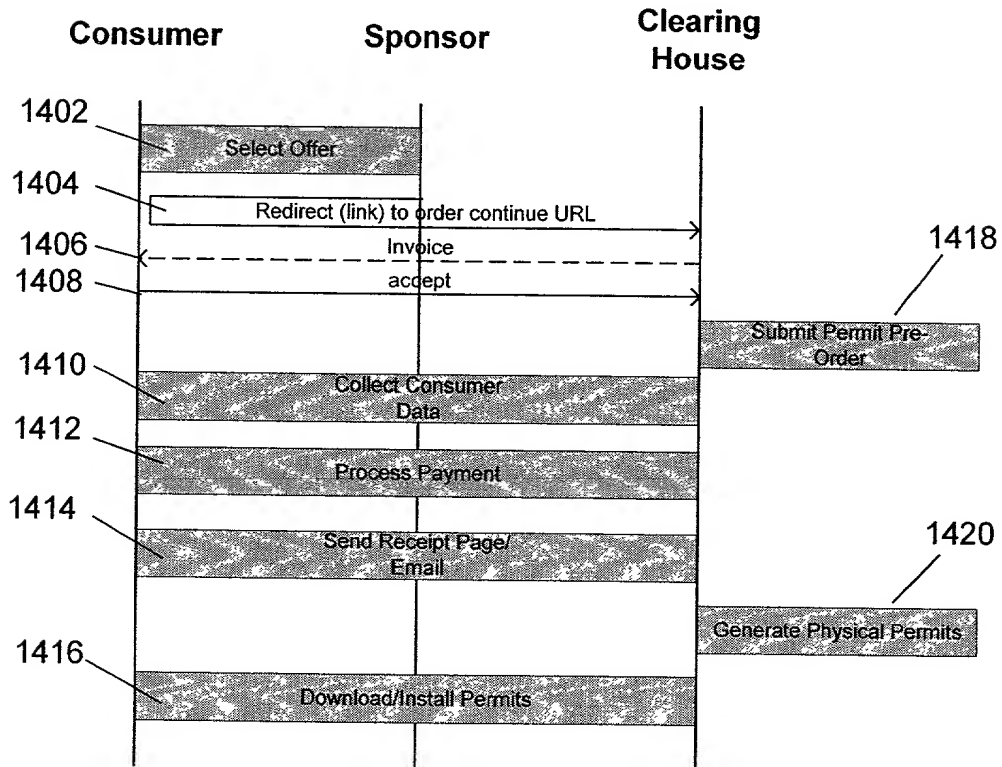 Consumer
Sponsor
Clearing
House
1402
Select Offer
1404
Redirect (link) to order continue URL
1406
Invoice
1408
accept
1418
Submit Permit Pre-
Order
1410
Collect Consumer
Data
1412
Process Payment
1414
Send Receipt Page/
Email
1420
Generate Physical Permits
1416
Download/Install Permits